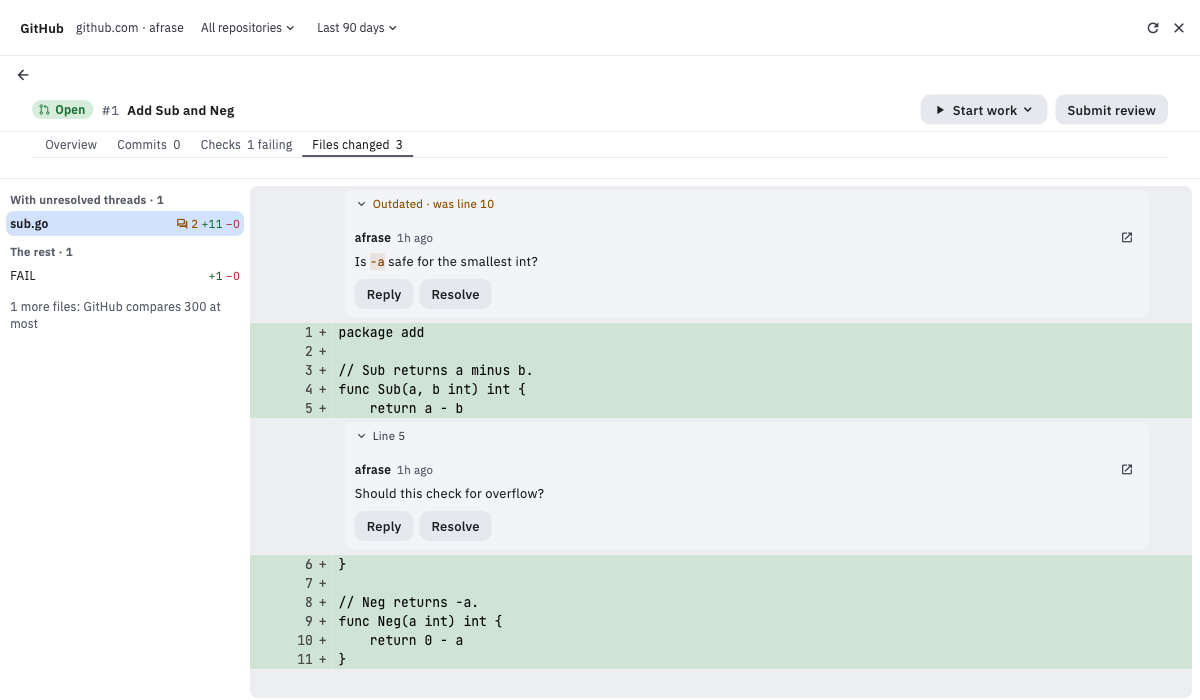 GitHub github.com · afrase All repositories Last 90 days
Open #1 Add Sub and Neg Start work Submit review
Overview Commits 0 Checks 1 failing Files changed 3
With unresolved threads · 1
sub.go 2 +11 −0
The rest · 1
FAIL +1 −0
1 more files: GitHub compares 300 at
most
Outdated · was line 10
afrase 1h ago
Is -a safe for the smallest int?
Reply Resolve
1 + package add
2 +
3 + // Sub returns a minus b.
4 + func Sub(a, b int) int {
5 +     return a - b
Line 5
afrase 1h ago
Should this check for overflow?
Reply Resolve
6 + }
7 +
8 + // Neg returns -a.
9 + func Neg(a int) int {
10 +     return 0 - a
11 + }